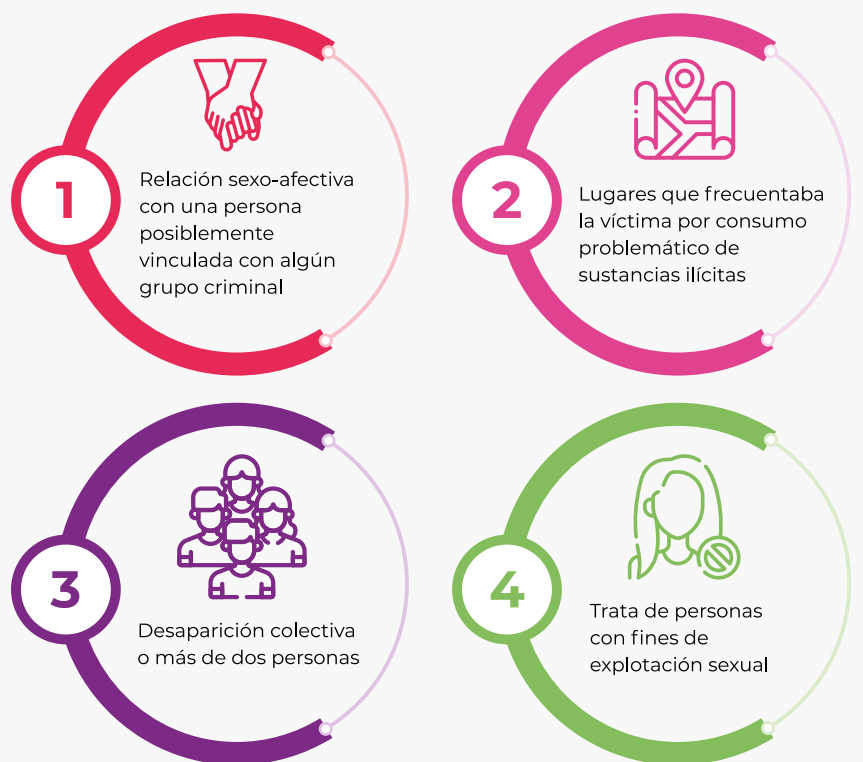 1
Relación sexo-afectiva
con una persona
posiblemente
vinculada con algún
grupo criminal
2
Lugares que frecuentaba
la víctima por consumo
problemático de
sustancias ilícitas
3
Desaparición colectiva
o más de dos personas
4
Trata de personas
con fines de
explotación sexual